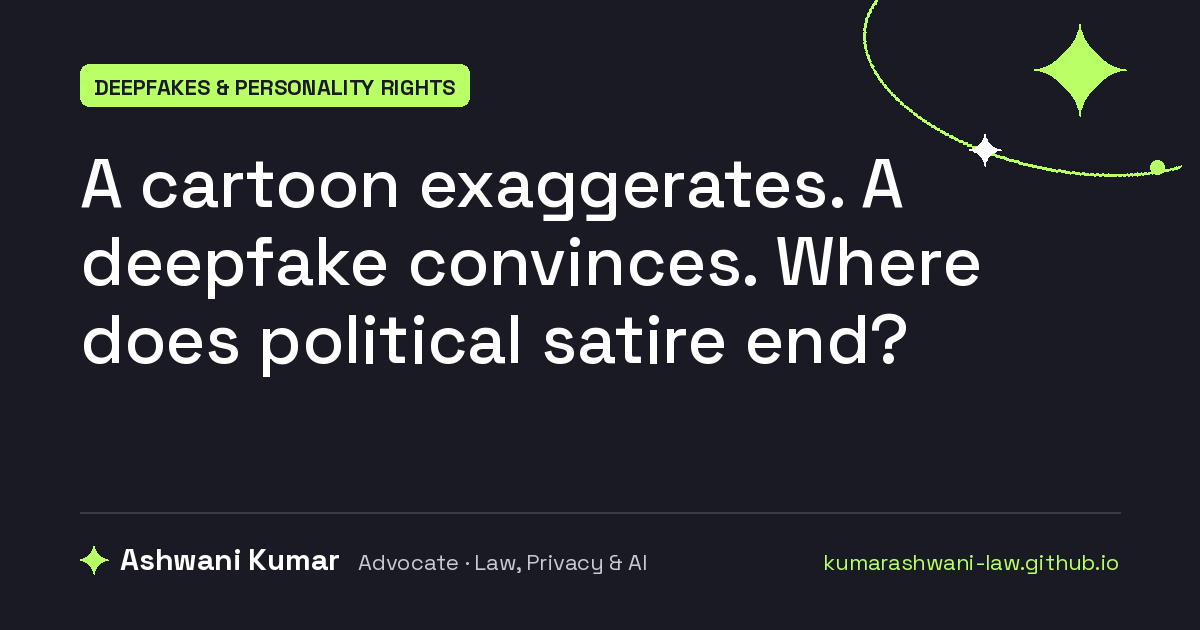 DEEPFAKES & PERSONALITY RIGHTS
A cartoon exaggerates. A
deepfake convinces. Where
does political satire end?
Ashwani Kumar Advocate · Law, Privacy & AI kumarashwani-law.github.io